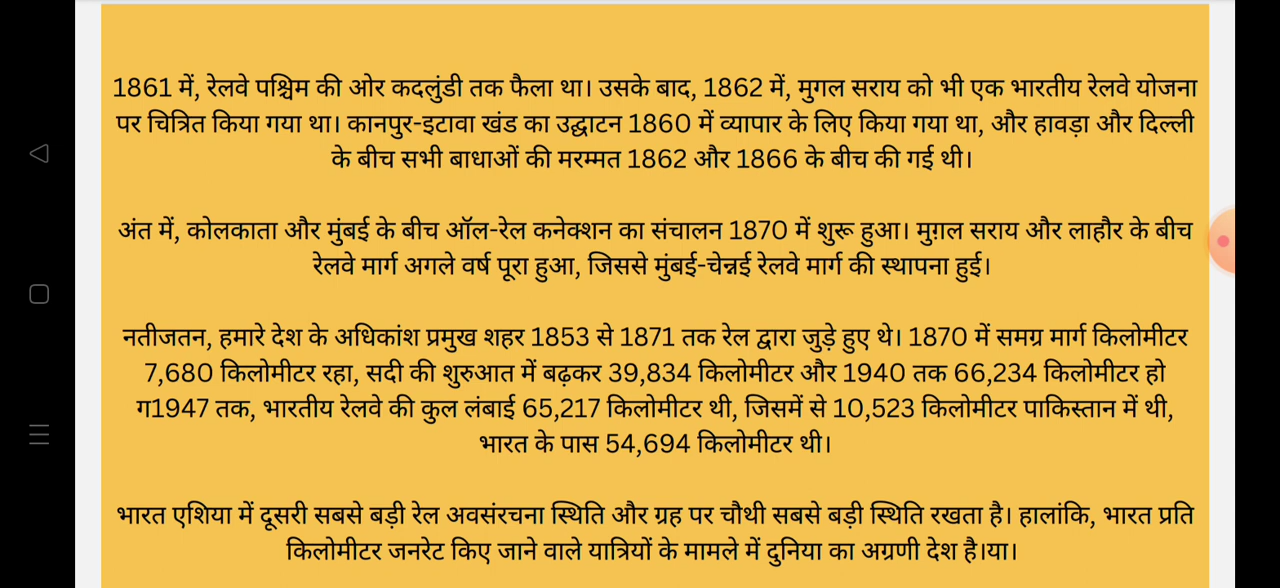 1861 में, रेलवे पश्चिम की ओर कदलुंडी तक फैला था। उसके बाद, 1862 में, मुगल सराय को भी एक भारतीय रेलवे योजना
पर चित्रित किया गया था। कानपुर-इटावा खंड का उद्घाटन 1860 में व्यापार के लिए किया गया था, और हावड़ा और दिल्ली
के बीच सभी बाधाओं की मरम्मत 1862 और 1866 के बीच की गई थी।
अंत में, कोलकाता और मुंबई के बीच ऑल-रेल कनेक्शन का संचालन 1870 में शुरू हुआ। मुग़ल सराय और लाहौर के बीच
रेलवे मार्ग अगले वर्ष पूरा हुआ, जिससे मुंबई-चेन्नई रेलवे मार्ग की स्थापना हुई।
नतीजतन, हमारे देश के अधिकांश प्रमुख शहर 1853 से 1871 तक रेल द्वारा जुड़े हुए थे। 1870 में समग्र मार्ग किलोमीटर
7,680 किलोमीटर रहा, सदी की शुरुआत में बढ़कर 39,834 किलोमीटर और 1940 तक 66,234 किलोमीटर हो
ग1947 तक, भारतीय रेलवे की कुल लंबाई 65,217 किलोमीटर थी, जिसमें से 10,523 किलोमीटर पाकिस्तान में थी,
भारत के पास 54,694 किलोमीटर थी।
भारत एशिया में दूसरी सबसे बड़ी रेल अवसंरचना स्थिति और ग्रह पर चौथी सबसे बड़ी स्थिति रखता है। हालांकि, भारत प्रति
किलोमीटर जनरेट किए जाने वाले यात्रियों के मामले में दुनिया का अग्रणी देश है।या।